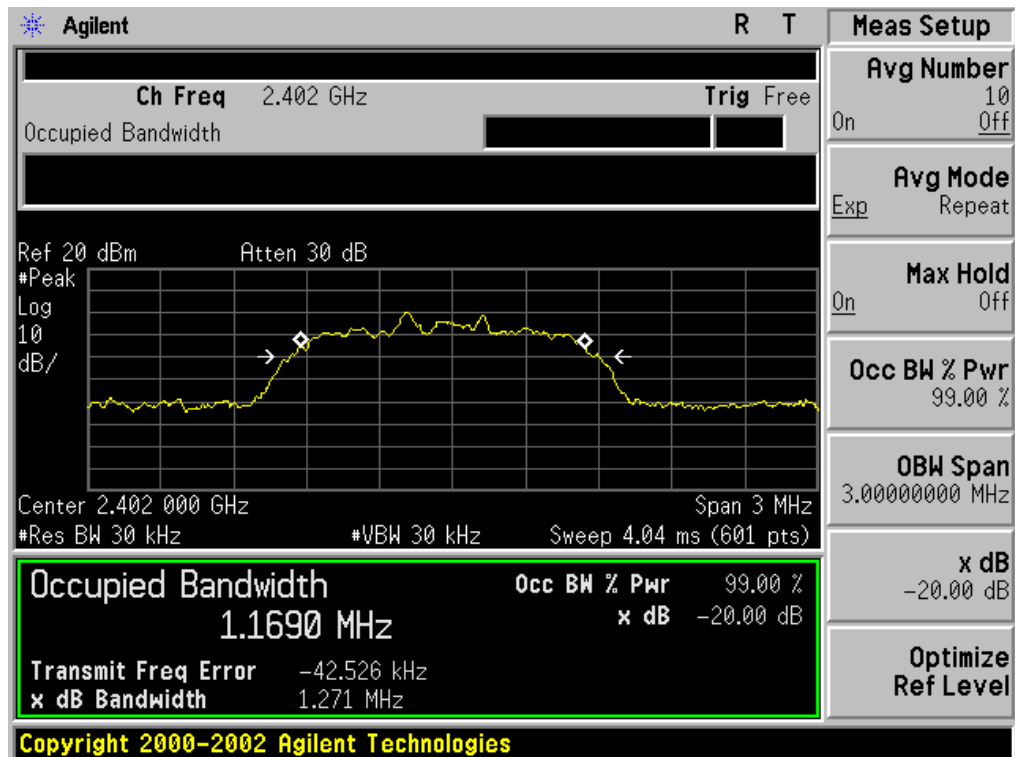 Agilent R T
Ch Freq 2.402 GHz Trig Free
Occupied Bandwidth
Ref 20 dBm Atten 30 dB
#Peak
Log
10
dB/
Center 2.402 000 GHz Span 3 MHz
#Res BW 30 kHz #VBW 30 kHz Sweep 4.04 ms (601 pts)
Occupied Bandwidth Occ BW % Pwr 99.00 %
1.1690 MHz x dB -20.00 dB
Transmit Freq Error -42.526 kHz
x dB Bandwidth 1.271 MHz
Copyright 2000-2002 Agilent Technologies
Meas Setup
Avg Number
10
On Off
Avg Mode
Exp Repeat
Max Hold
On Off
Occ BW % Pwr
99.00 %
OBW Span
3.00000000 MHz
x dB
-20.00 dB
Optimize
Ref Level